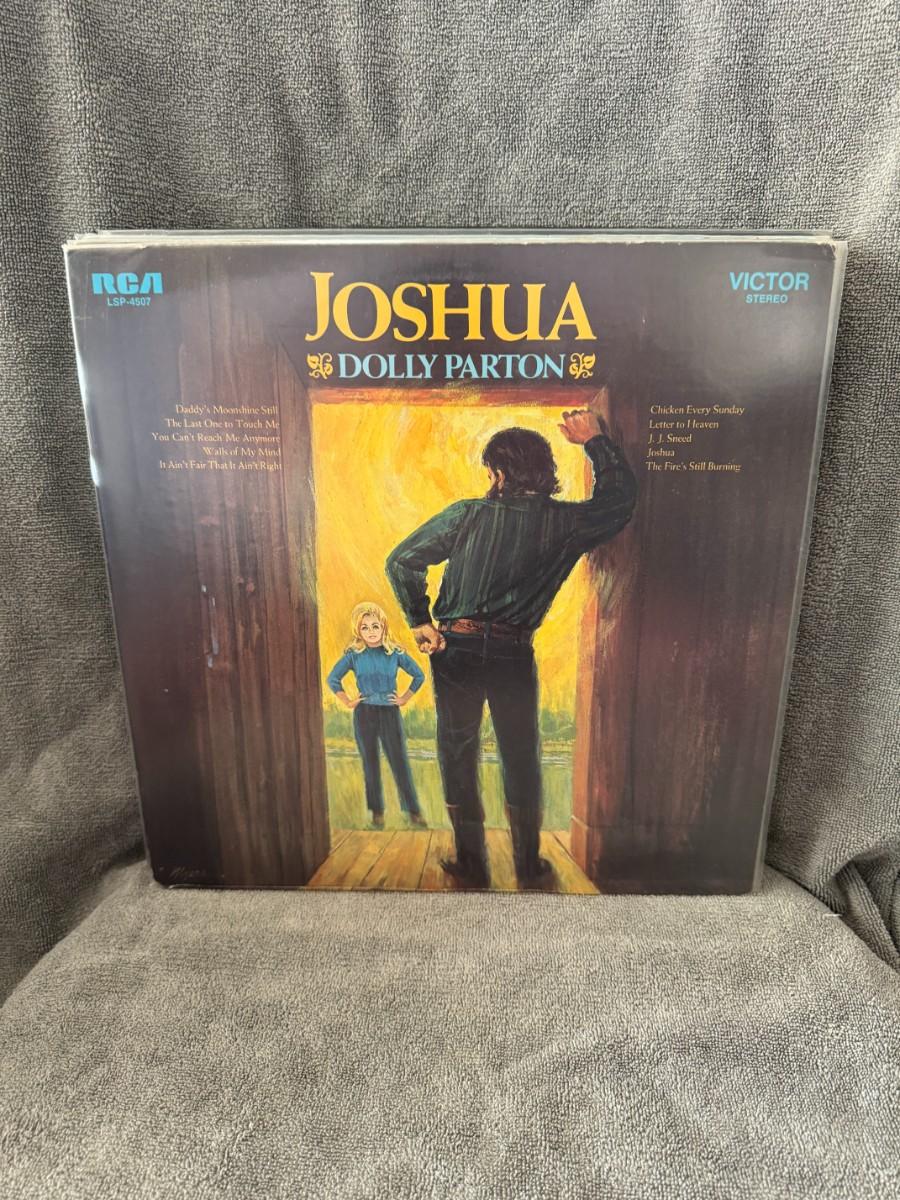 RCA
LSP-4507
VICTOR
STEREO
JOSHUA
DOLLY PARTON
Daddy's Moonshine Still
The Last One to Touch Me
You Can't Reach Me Anymore
Walls of My Mind
It Ain't Fair That It Ain't Right
Chicken Every Sunday
Letter to Heaven
J. J. Sneed
Joshua
The Fire's Still Burning